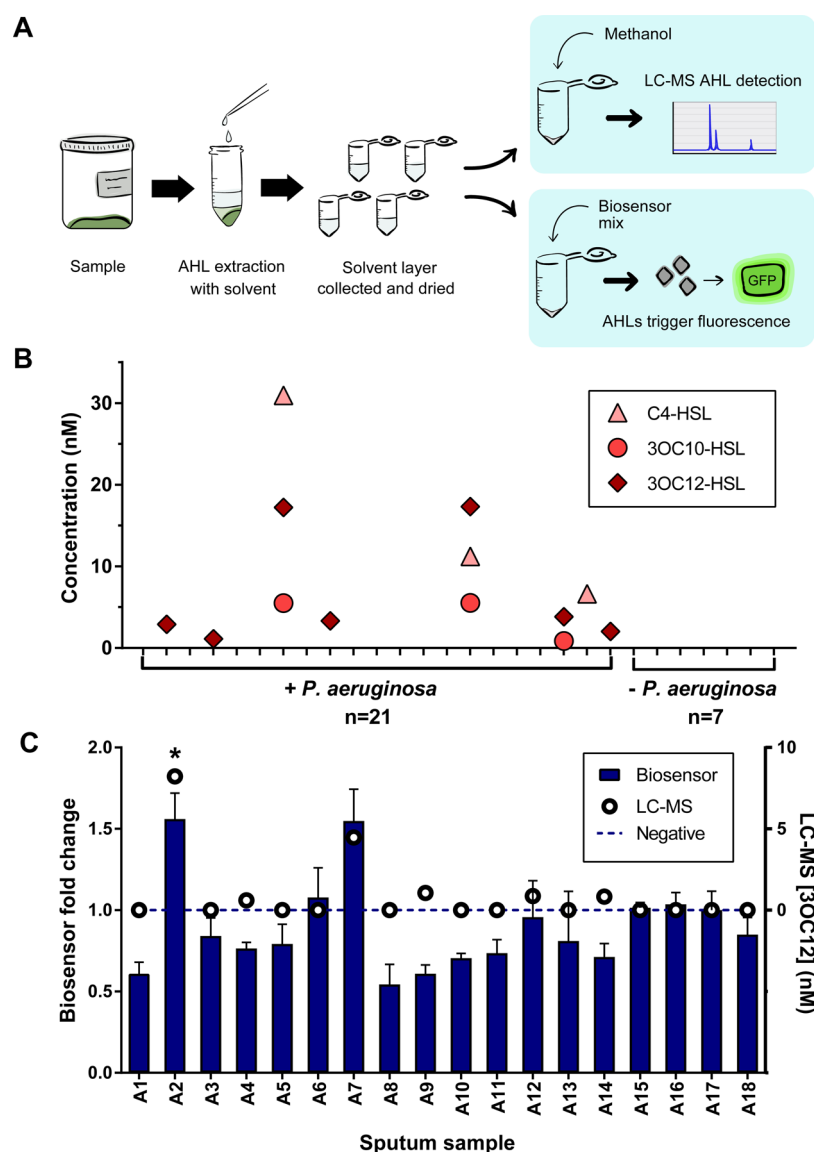 A
Methanol
LC-MS AHL detection
Biosensor
mix
GFP
AHLs trigger fluorescence
Sample
AHL extraction
with solvent
Solvent layer
collected and dried
B
Concentration (nM)
30
20
10
0
C4-HSL
3OC10-HSL
3OC12-HSL
+ P. aeruginosa
n=21
- P. aeruginosa
n=7
C
Biosensor fold change
2.0
1.5
1.0
0.5
0.0
*
Biosensor
LC-MS
Negative
10
5
0
LC-MS [3OC12] (nM)
A1
A2
A3
A4
A5
A6
A7
A8
A9
A10
A11
A12
A13
A14
A15
A16
A17
A18
Sputum sample